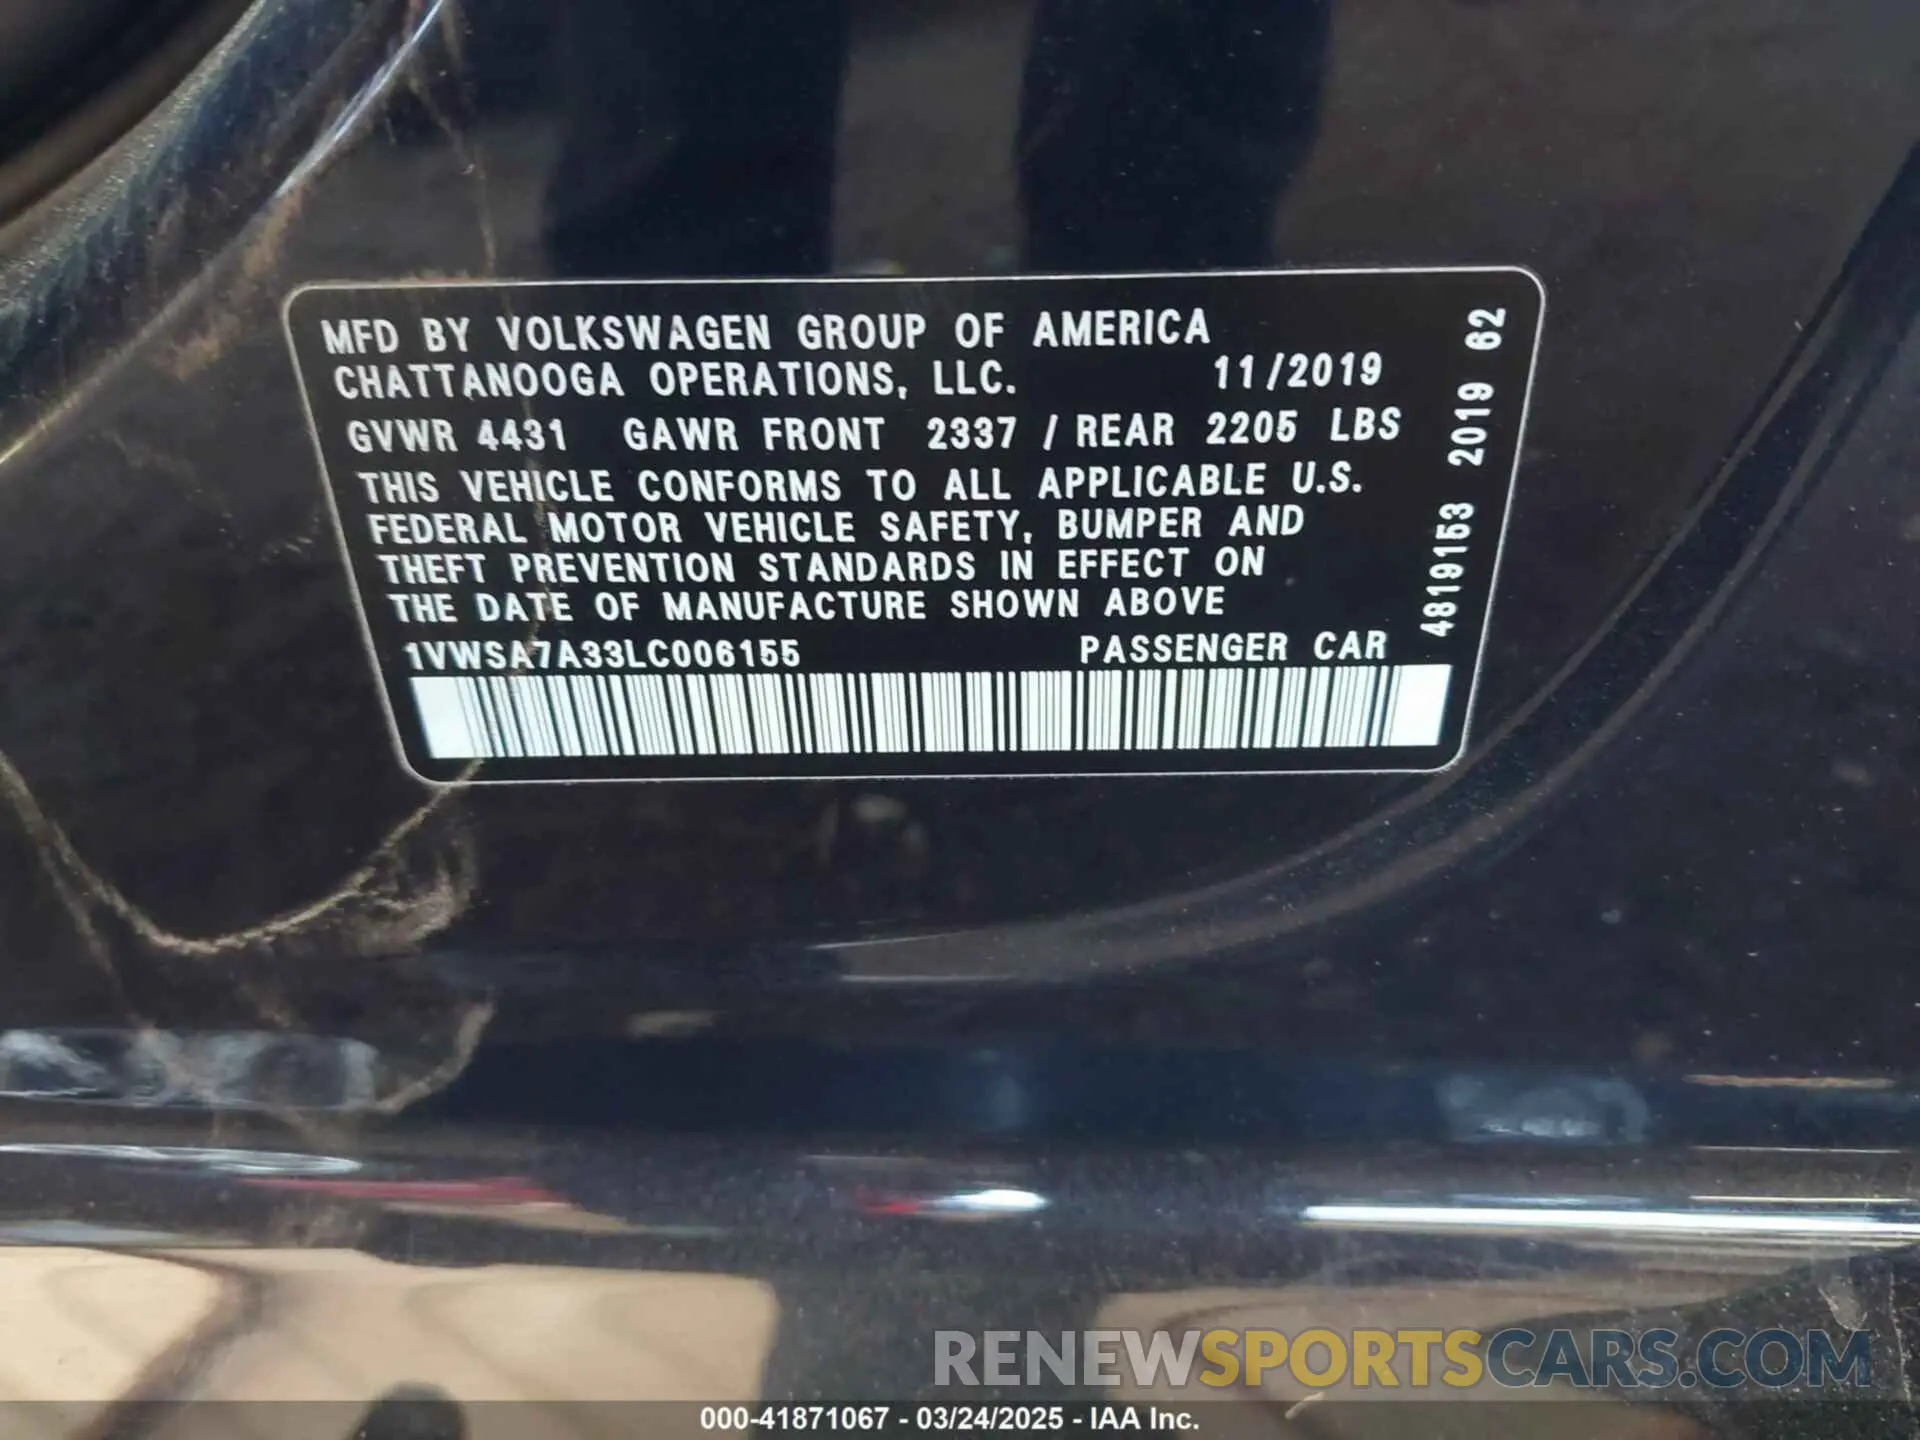 MFD BY VOLKSWAGEN GROUP OF AMERICA
CHATTANOOGA OPERATIONS, LLC. 11/2019
GVWR 4431 GAWR FRONT 2337 / REAR 2205 LBS
THIS VEHICLE CONFORMS TO ALL APPLICABLE U.S.
FEDERAL MOTOR VEHICLE SAFETY, BUMPER AND
THEFT PREVENTION STANDARDS IN EFFECT ON
THE DATE OF MANUFACTURE SHOWN ABOVE
1VWSA7A33LC006155 PASSENGER CAR
4819153 2019 62
RENEWSPORTSCARS.COM
000-41871067 - 03/24/2025 - IAA Inc.